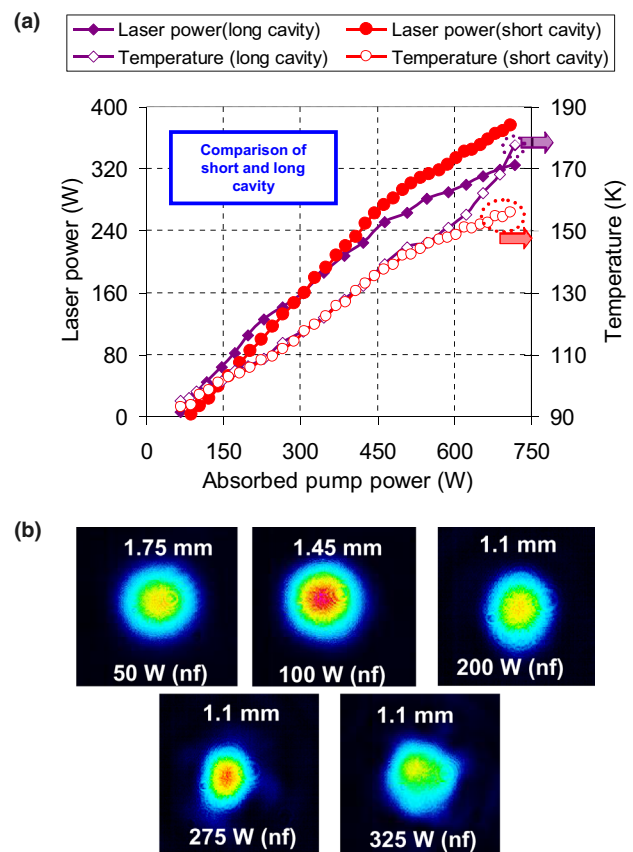 (a)
Laser power(long cavity) Laser power(short cavity)
Temperature (long cavity) Temperature (short cavity)
Comparison of
short and long
cavity
Laser power (W)
400
320
240
160
80
0
Temperature (K)
190
170
150
130
110
90
0 150 300 450 600 750
Absorbed pump power (W)
(b)
1.75 mm 1.45 mm 1.1 mm
50 W (nf) 100 W (nf) 200 W (nf)
1.1 mm 1.1 mm
275 W (nf) 325 W (nf)